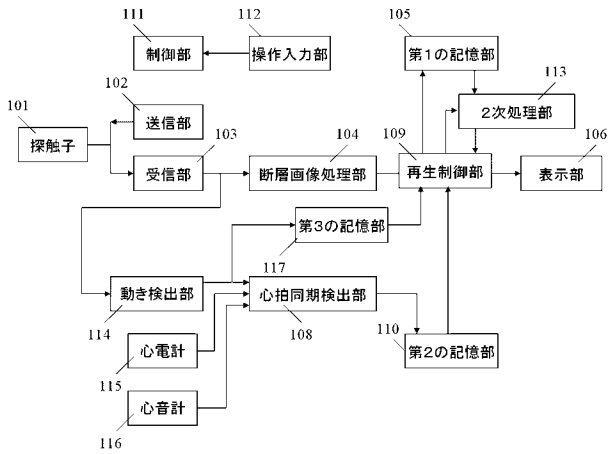 105
111
112
制御部
操作入力部
第1の記憶部
113
102
101
送信部
2次処理部
103
104
109
106
探触子
受信部
断層画像処理部
再生制御部
表示部
第3の記憶部
117
動き検出部
心拍同期検出部
114
108
110
心電計
第2の記憶部
115
心音計
116